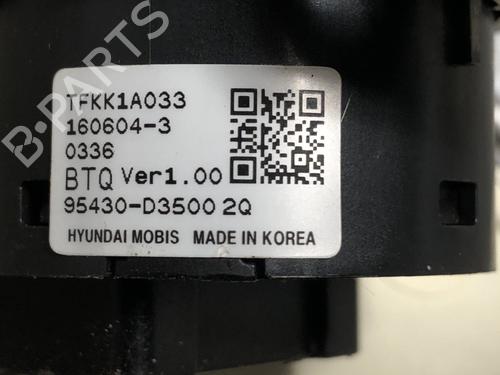 TFKK1A033
160604-3
0336
BTQ Ver1.00
95430-D3500 2Q
HYUNDAI MOBIS MADE IN KOREA
B-PARTS